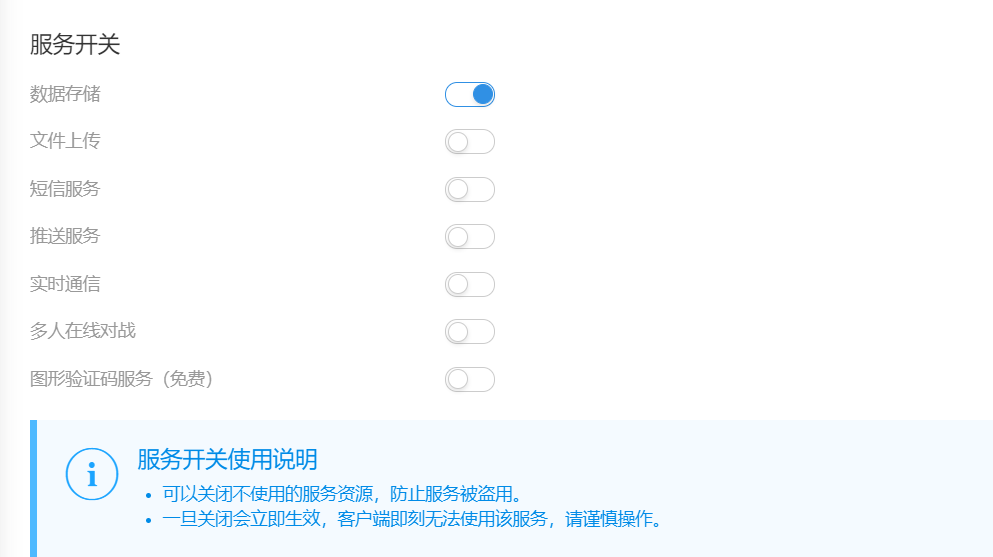 服务开关
数据存储
文件上传
短信服务
推送服务
实时通信
多人在线对战
图形验证码服务（免费）
服务开关使用说明
• 可以关闭不使用的服务资源，防止服务被盗用。
• 一旦关闭会立即生效，客户端即刻无法使用该服务，请谨慎操作。